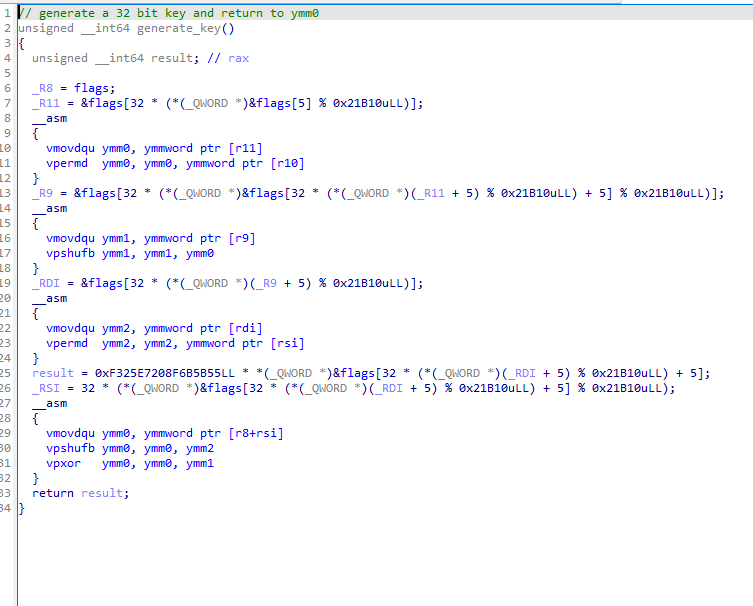 1 // generate a 32 bit key and return to ymm0
2 unsigned __int64 generate_key()
3 {
4   unsigned __int64 result; // rax
5
6   _R8 = flags;
7   _R11 = &flags[32 * (*(_QWORD *)&flags[5] % 0x21B10uLL)];
8   __asm
9   {
10     vmovdqu ymm0, ymmword ptr [r11]
11     vpermd  ymm0, ymm0, ymmword ptr [r10]
12   }
13   _R9 = &flags[32 * (*(_QWORD *)&flags[32 * (*(_QWORD *)(_R11 + 5) % 0x21B10uLL) + 5] % 0x21B10uLL)];
14   __asm
15   {
16     vmovdqu ymm1, ymmword ptr [r9]
17     vpshufb ymm1, ymm1, ymm0
18   }
19   _RDI = &flags[32 * (*(_QWORD *)(_R9 + 5) % 0x21B10uLL)];
20   __asm
21   {
22     vmovdqu ymm2, ymmword ptr [rdi]
23     vpermd  ymm2, ymm2, ymmword ptr [rsi]
24   }
25   result = 0xF325E7208F6B5B55LL * *(_QWORD *)&flags[32 * (*(_QWORD *)(_RDI + 5) % 0x21B10uLL) + 5];
26   _RSI = 32 * (*(_QWORD *)&flags[32 * (*(_QWORD *)(_RDI + 5) % 0x21B10uLL) + 5] % 0x21B10uLL);
27   __asm
28   {
29     vmovdqu ymm0, ymmword ptr [r8+rsi]
30     vpshufb ymm0, ymm0, ymm2
31     vpxor   ymm0, ymm0, ymm1
32   }
33   return result;
34 }